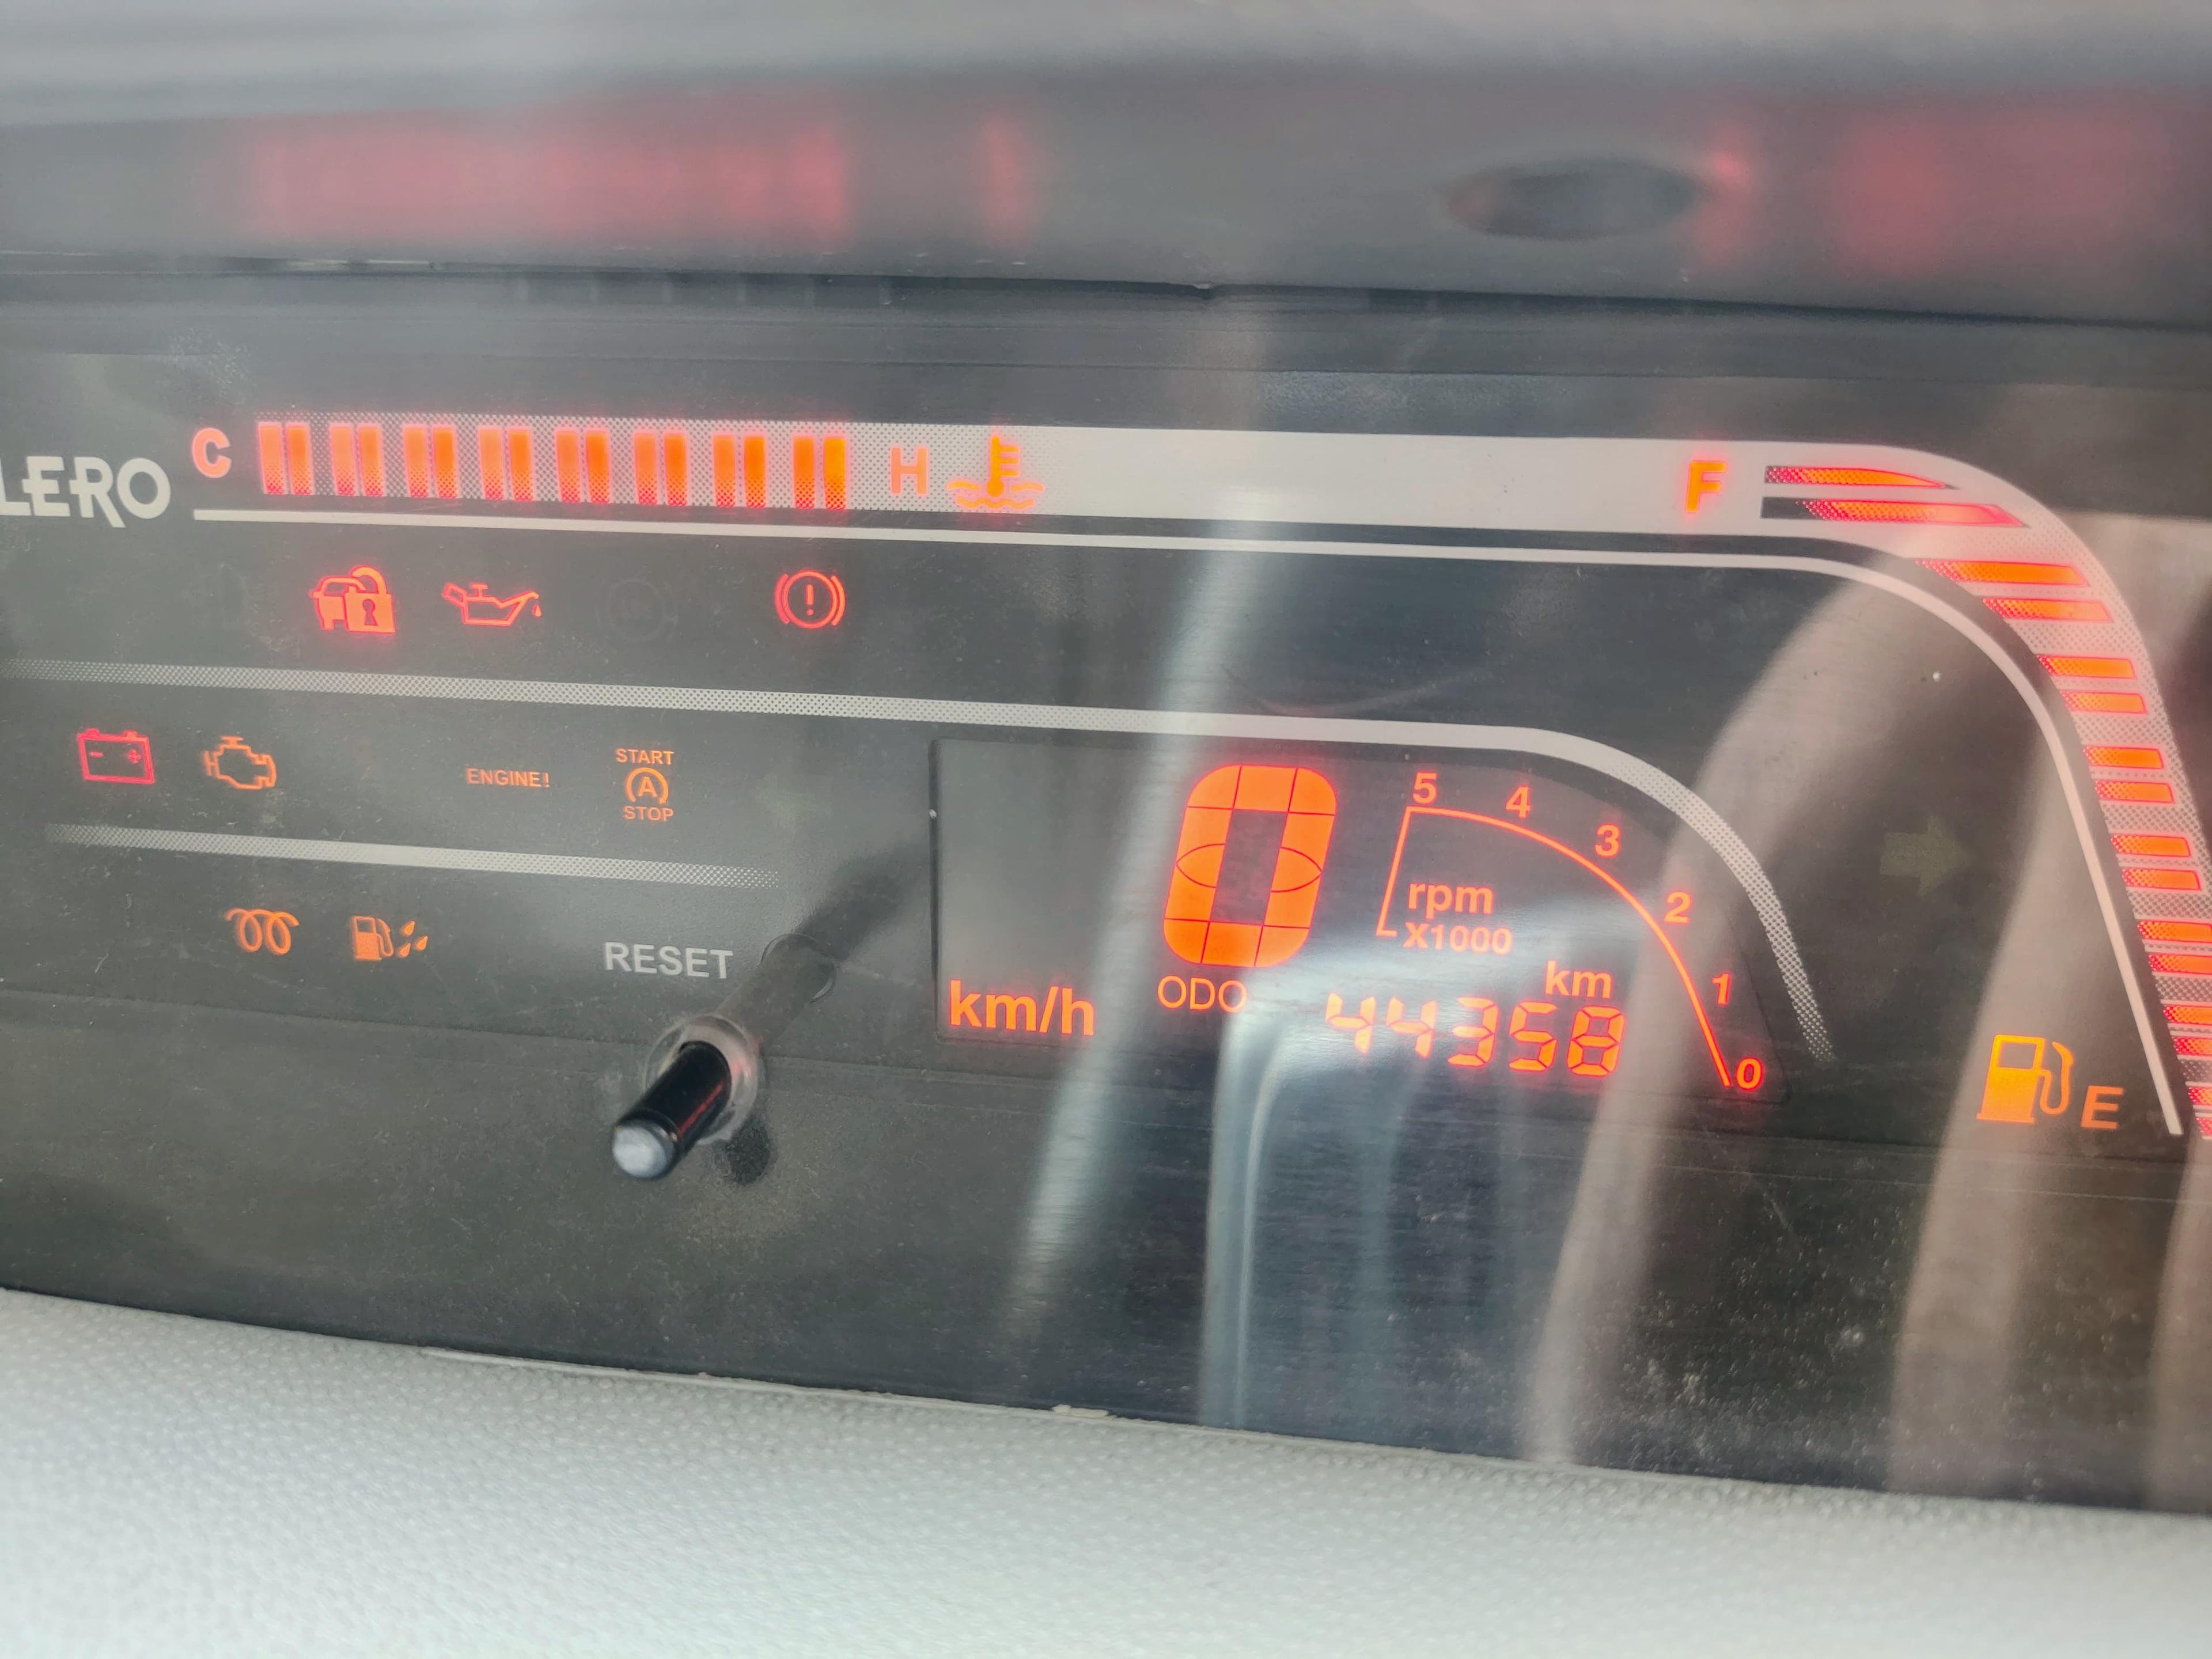 LERO
C H F
START
ENGINE!
A
STOP
RESET
km/h
0
ODO
44358
km
rpm
X1000
5
4
3
2
1
0
E